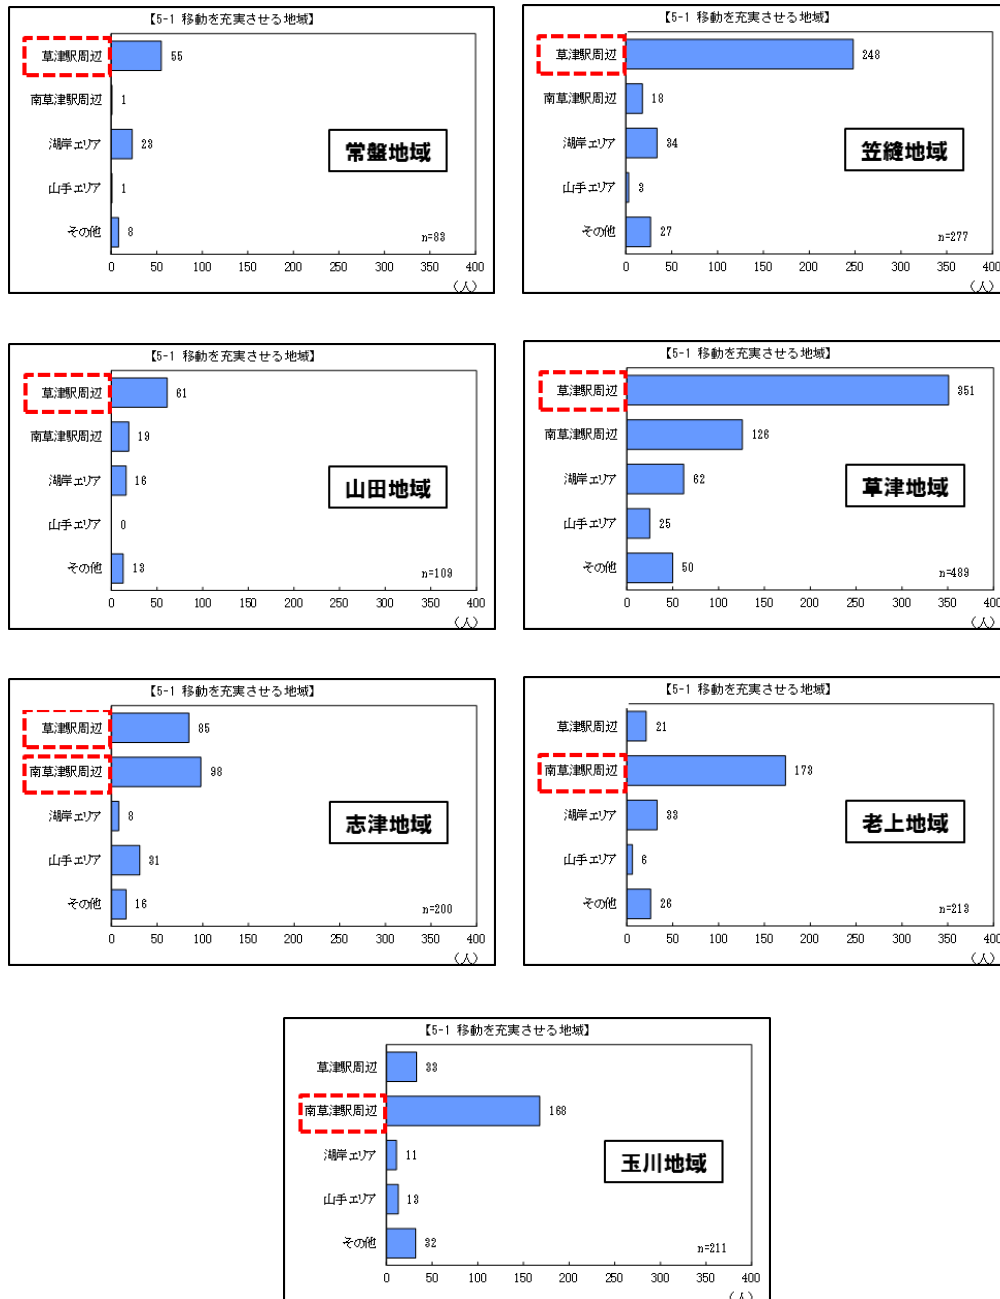 【5-1 移動を充実させる地域】
草津駅周辺 55
南草津駅周辺 1
湖岸エリア 23
山手エリア 1
その他 8
常盤地域
n=83
0 50 100 150 200 250 300 350 400
(人)
【5-1 移動を充実させる地域】
草津駅周辺 248
南草津駅周辺 18
湖岸エリア 34
山手エリア 3
その他 27
笠縫地域
n=277
0 50 100 150 200 250 300 350 400
(人)
【5-1 移動を充実させる地域】
草津駅周辺 61
南草津駅周辺 19
湖岸エリア 16
山手エリア 0
その他 13
山田地域
n=109
0 50 100 150 200 250 300 350 400
(人)
【5-1 移動を充実させる地域】
草津駅周辺 351
南草津駅周辺 126
湖岸エリア 62
山手エリア 25
その他 50
草津地域
n=489
0 50 100 150 200 250 300 350 400
(人)
【5-1 移動を充実させる地域】
草津駅周辺 85
南草津駅周辺 98
湖岸エリア 8
山手エリア 31
その他 16
志津地域
n=200
0 50 100 150 200 250 300 350 400
(人)
【5-1 移動を充実させる地域】
草津駅周辺 21
南草津駅周辺 173
湖岸エリア 33
山手エリア 6
その他 26
老上地域
n=213
0 50 100 150 200 250 300 350 400
(人)
【5-1 移動を充実させる地域】
草津駅周辺 33
南草津駅周辺 168
湖岸エリア 11
山手エリア 13
その他 32
玉川地域
n=211
0 50 100 150 200 250 300 350 400
(人)